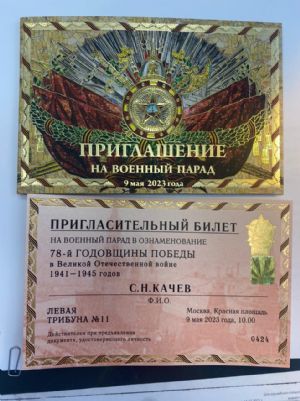 ПРИГЛАШЕНИЕ
НА ВОЕННЫЙ ПАРАД
9 мая 2023 года
ПРИГЛАСИТЕЛЬНЫЙ БИЛЕТ
НА ВОЕННЫЙ ПАРАД В ОЗНАМЕНОВАНИЕ
78-й ГОДОВЩИНЫ ПОБЕДЫ
в Великой Отечественной войне
1941–1945 годов
С.Н.КАЧЕВ
Ф.И.О.
ЛЕВАЯ
ТРИБУНА №11
Москва, Красная площадь
9 мая 2023 года, 10.00
Действителен при предъявлении
документа, удостоверяющего личность
0424